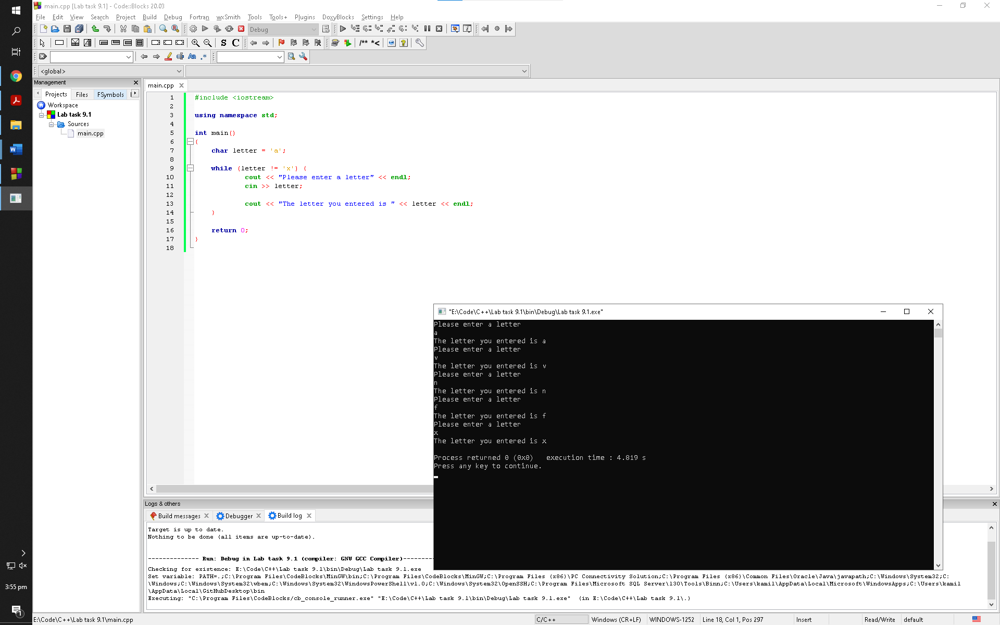 main.cpp [Lab task 9.1] - Code::Blocks 20.03
File Edit View Search Project Build Debug Fortran wxSmith Tools Tools+ Plugins DoxyBlocks Settings Help
Debug
S C /** *<
Aa .*
<global>
Management
Projects Files FSymbols
Workspace
Lab task 9.1
Sources
main.cpp
main.cpp
1 #include <iostream>
2
3 using namespace std;
4
5 int main()
6 {
7 char letter = 'a';
8
9 while (letter != 'x') {
10 cout << "Please enter a letter" << endl;
11 cin >> letter;
12
13 cout << "The letter you entered is " << letter << endl;
14 }
15
16 return 0;
17 }
18
"E:\Code\C++\Lab task 9.1\bin\Debug\Lab task 9.1.exe"
Please enter a letter
a
The letter you entered is a
Please enter a letter
v
The letter you entered is v
Please enter a letter
n
The letter you entered is n
Please enter a letter
f
The letter you entered is f
Please enter a letter
x
The letter you entered is x
Process returned 0 (0x0) execution time : 4.819 s
Press any key to continue.
Logs & others
Build messages Debugger Build log
Target is up to date.
Nothing to be done (all items are up-to-date).
-------------- Run: Debug in Lab task 9.1 (compiler: GNU GCC Compiler)---------
Checking for existence: E:\Code\C++\Lab task 9.1\bin\Debug\Lab task 9.1.exe
Set variable: PATH=.;C:\Program Files\CodeBlocks\MinGW\bin;C:\Program Files\CodeBlocks\MinGW;C:\Program Files (x86)\PC Connectivity Solution;C:\Program Files (x86)\Common Files\Oracle\Java\javapath;C:\Windows\System32;C:
\Windows;C:\Windows\System32\wbem;C:\Windows\System32\WindowsPowerShell\v1.0;C:\Windows\System32\OpenSSH;C:\Program Files\Microsoft SQL Server\130\Tools\Binn;C:\Users\kamil\AppData\Local\Microsoft\WindowsApps;C:\Users\kamil
\AppData\Local\GitHubDesktop\bin
Executing: "C:\Program Files\CodeBlocks/cb_console_runner.exe" "E:\Code\C++\Lab task 9.1\bin\Debug\Lab task 9.1.exe" (in E:\Code\C++\Lab task 9.1\.)
3:55 pm
1
E:\Code\C++\Lab task 9.1\main.cpp C/C++ Windows (CR+LF) WINDOWS-1252 Line 18, Col 1, Pos 297 Insert Read/Write default